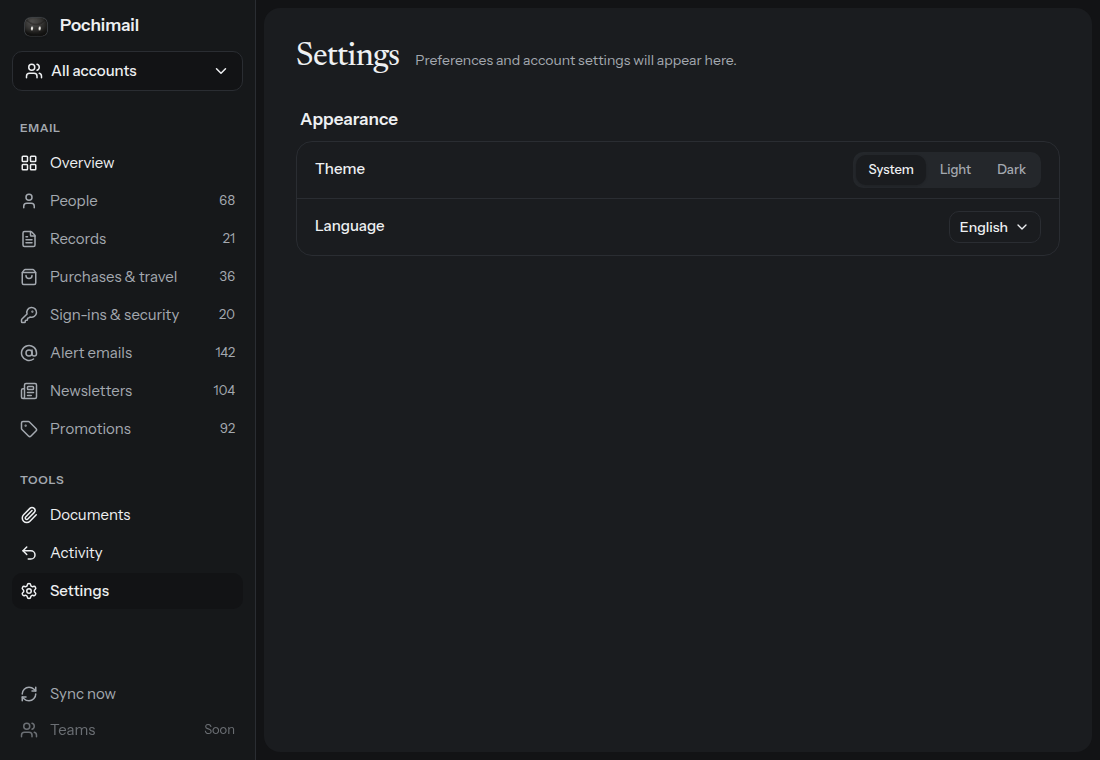 Pochimail
All accounts
EMAIL
Overview
People 68
Records 21
Purchases & travel 36
Sign-ins & security 20
Alert emails 142
Newsletters 104
Promotions 92
TOOLS
Documents
Activity
Settings
Sync now
Teams Soon
Settings Preferences and account settings will appear here.
Appearance
Theme System Light Dark
Language English